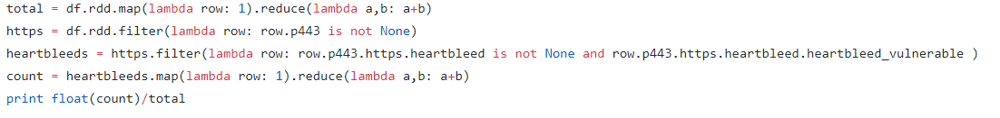 total = df.rdd.map(lambda row: 1).reduce(lambda a,b: a+b)
https = df.rdd.filter(lambda row: row.p443 is not None)
heartbleeds = https.filter(lambda row: row.p443.https.heartbleed is not None and row.p443.https.heartbleed.heartbleed_vulnerable )
count = heartbleeds.map(lambda row: 1).reduce(lambda a,b: a+b)
print float(count)/total